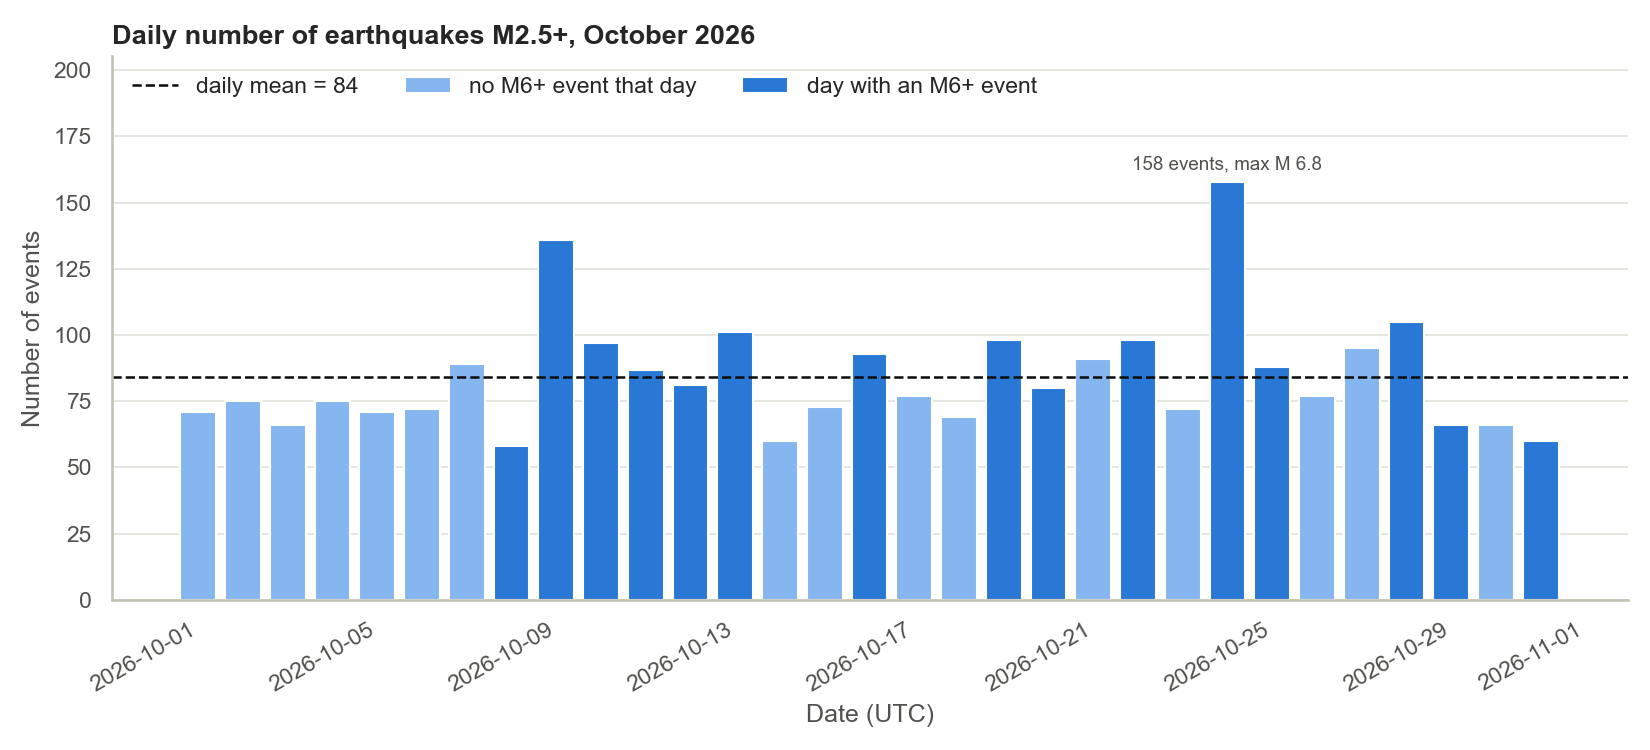 Daily number of earthquakes M2.5+, October 2026
daily mean = 84
no M6+ event that day
day with an M6+ event
158 events, max M 6.8
Number of events
200
175
150
125
100
75
50
25
0
2026-10-01
2026-10-05
2026-10-09
2026-10-13
2026-10-17
2026-10-21
2026-10-25
2026-10-29
2026-11-01
Date (UTC)